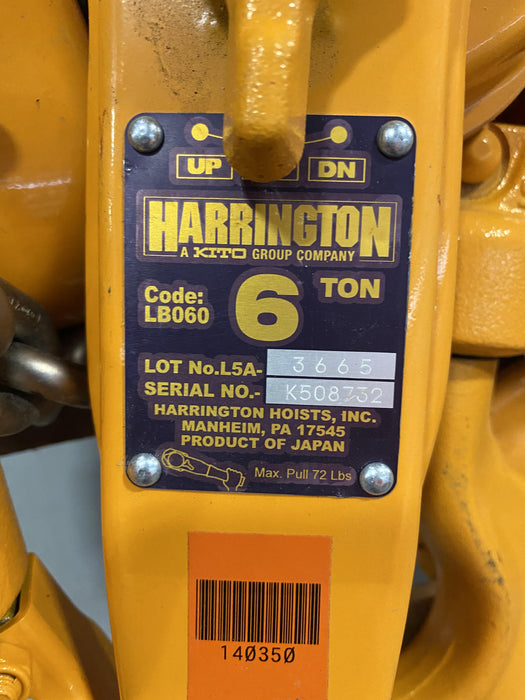 UP DN
HARRINGTON
A KITO GROUP COMPANY
Code: 6 TON
LB060
LOT No.L5A- 3665
SERIAL NO.- K508732
HARRINGTON HOISTS, INC.
MANHEIM, PA 17545
PRODUCT OF JAPAN
Max. Pull 72 Lbs
140350